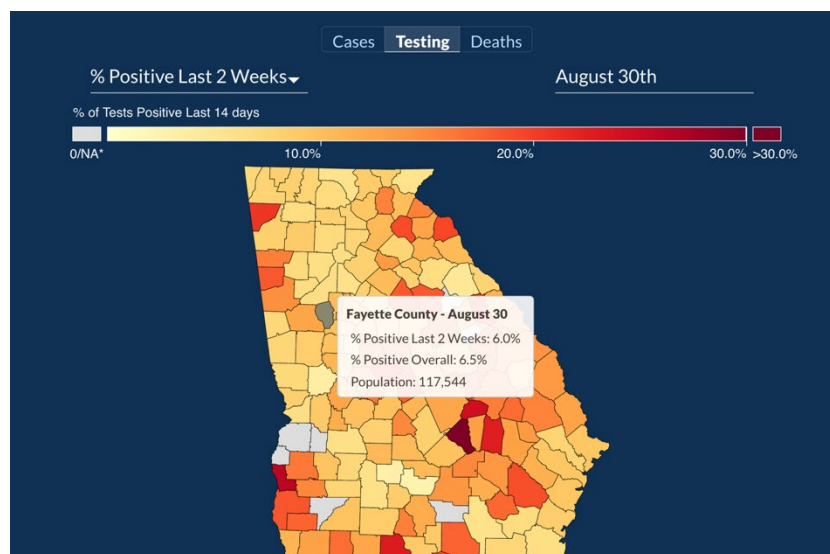 Cases Testing Deaths
% Positive Last 2 Weeks August 30th
% of Tests Positive Last 14 days
0/NA* 10.0% 20.0% 30.0% >30.0%
Fayette County - August 30
% Positive Last 2 Weeks: 6.0%
% Positive Overall: 6.5%
Population: 117,544